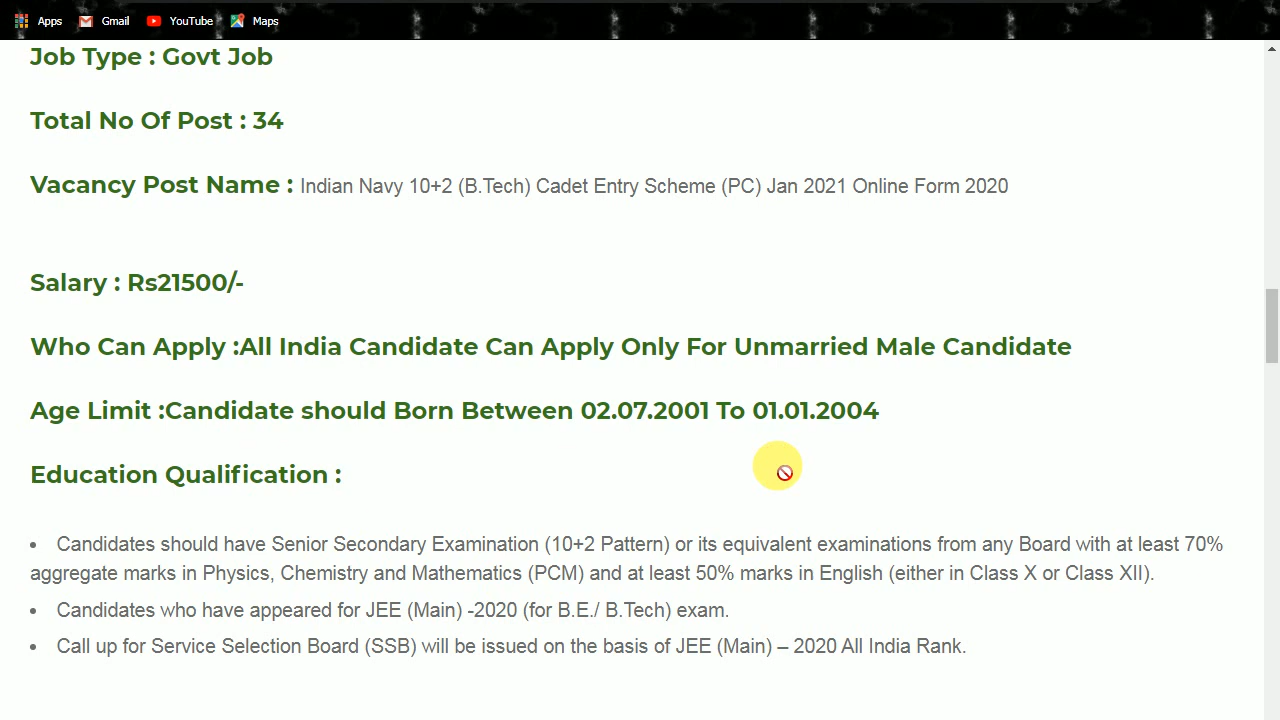 Apps Gmail YouTube Maps
Job Type : Govt Job
Total No Of Post : 34
Vacancy Post Name : Indian Navy 10+2 (B.Tech) Cadet Entry Scheme (PC) Jan 2021 Online Form 2020
Salary : Rs21500/-
Who Can Apply :All India Candidate Can Apply Only For Unmarried Male Candidate
Age Limit :Candidate should Born Between 02.07.2001 To 01.01.2004
Education Qualification :
• Candidates should have Senior Secondary Examination (10+2 Pattern) or its equivalent examinations from any Board with at least 70%
aggregate marks in Physics, Chemistry and Mathematics (PCM) and at least 50% marks in English (either in Class X or Class XII).
• Candidates who have appeared for JEE (Main) -2020 (for B.E./ B.Tech) exam.
• Call up for Service Selection Board (SSB) will be issued on the basis of JEE (Main) – 2020 All India Rank.